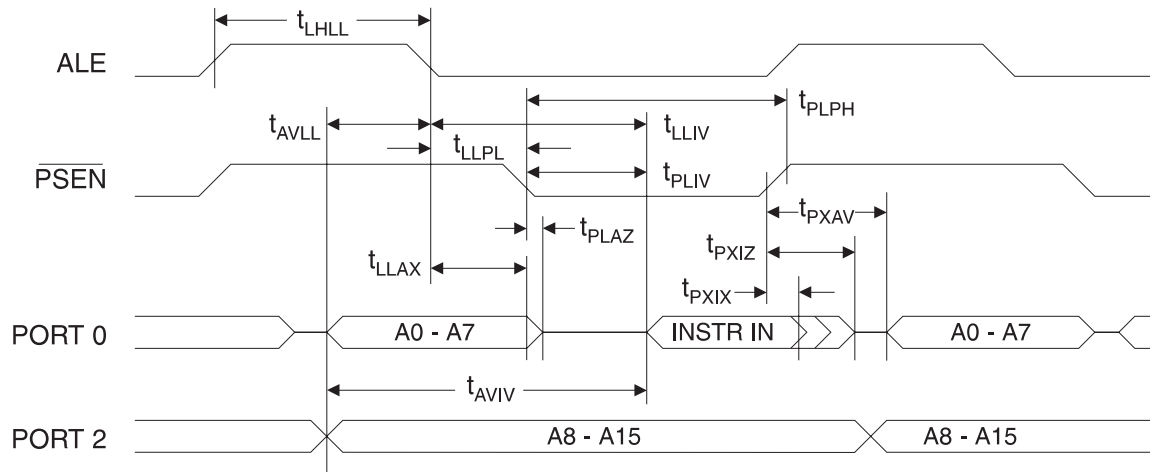 tLHLL
ALE
tPLPH
tAVLL
tLLIV
tLLPL
PSEN
tPLIV
tPXAV
tPLAZ
tPXIZ
tLLAX
tPXIX
PORT 0
A0 - A7
INSTR IN
A0 - A7
tAVIV
PORT 2
A8 - A15
A8 - A15